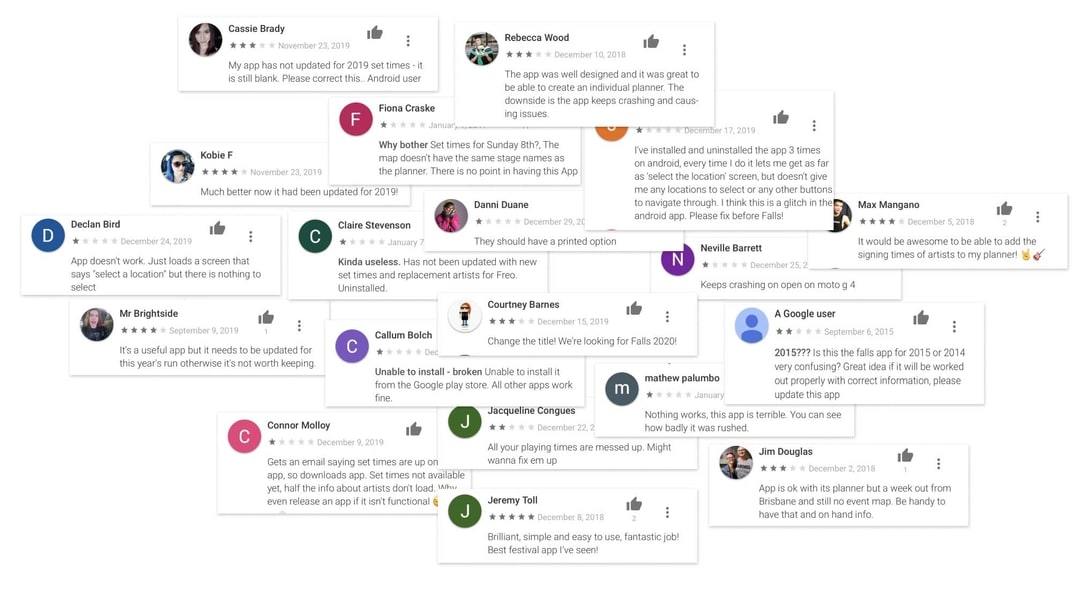 Cassie Brady
November 23, 2019
My app has not updated for 2019 set times - it
is still blank. Please correct this.. Android user
Rebecca Wood
December 10, 2018
The app was well designed and it was great to
be able to create an individual planner. The
downside is the app keeps crashing and caus-
ing issues.
F
Fiona Craske
Why bother Set times for Sunday 8th?, The
map doesn't have the same stage names as
the planner. There is no point in having this App
December 17, 2019
I've installed and uninstalled the app 3 times
on android, every time I do it lets me get as far
as 'select the location' screen, but doesn't give
me any locations to select or any other buttons
to navigate through. I think this is a glitch in the
android app. Please fix before Falls!
Kobie F
November 23, 2019
Much better now it had been updated for 2019!
Danni Duane
December 29, 20
They should have a printed option
Max Mangano
December 5, 2018
2
It would be awesome to be able to add the
signing times of artists to my planner! 🤘🎸
D
Declan Bird
December 24, 2019
App doesn't work. Just loads a screen that
says "select a location" but there is nothing to
select
C
Claire Stevenson
January 7
Kinda useless. Has not been updated with new
set times and replacement artists for Freo.
Uninstalled.
N
Neville Barrett
December 25, 2
Keeps crashing on open on moto g 4
Mr Brightside
September 9, 2019
1
It's a useful app but it needs to be updated for
this year's run otherwise it's not worth keeping.
Courtney Barnes
December 15, 2019
Change the title! We're looking for Falls 2020!
A Google user
September 6, 2015
2015??? Is this the falls app for 2015 or 2014
very confusing? Great idea if it will be worked
out properly with correct information, please
update this app
C
Callum Bolch
Dec
Unable to install - broken Unable to install it
from the Google play store. All other apps work
fine.
m
mathew palumbo
January
Nothing works, this app is terrible. You can see
how badly it was rushed.
C
Connor Molloy
December 9, 2019
Gets an email saying set times are up on
app, so downloads app. Set times not available
yet, half the info about artists don't load. Why
even release an app if it isn't functional
J
Jacqueline Congues
December 22, 2
All your playing times are messed up. Might
wanna fix em up
Jim Douglas
December 2, 2018
1
App is ok with its planner but a week out from
Brisbane and still no event map. Be handy to
have that and on hand info.
J
Jeremy Toll
December 8, 2018
2
Brilliant, simple and easy to use, fantastic job!
Best festival app I've seen!